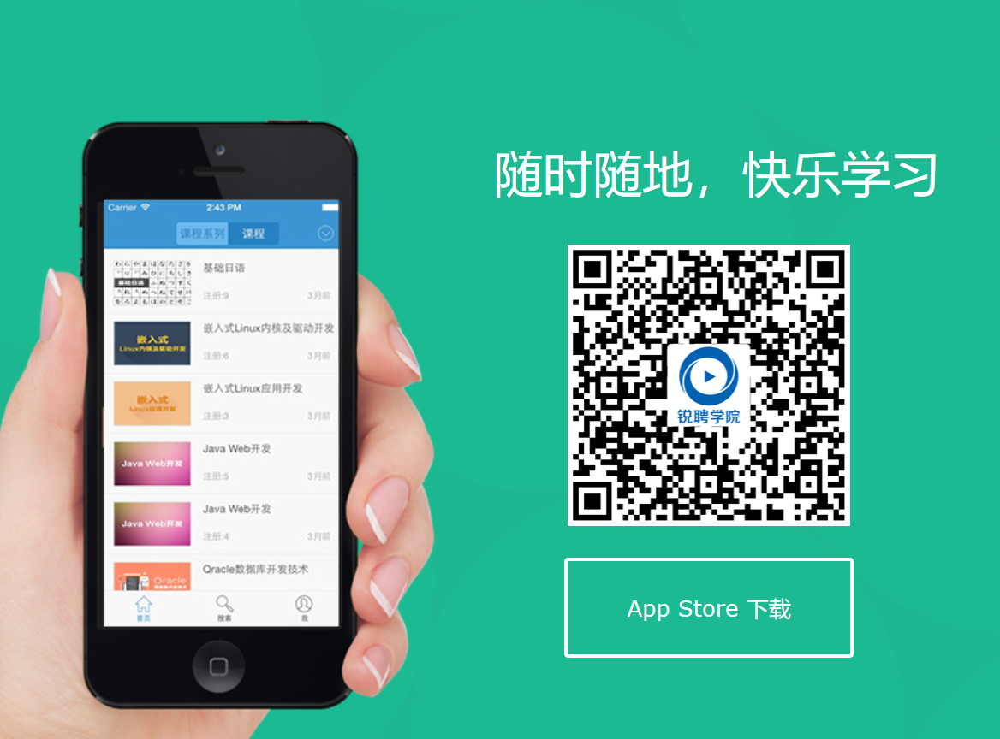 随时随地，快乐学习
Carrier
2:43 PM
课程系列
课程
基础日语
基础日语
注册:9
3月前
嵌入式
Linux内核及驱动开发
嵌入式Linux内核及驱动开发
注册:6
3月前
嵌入式
Linux应用开发
嵌入式Linux应用开发
注册:3
3月前
Java Web开发
Java Web开发
注册:5
3月前
Java Web开发
Java Web开发
注册:4
3月前
Oracle
Qracle数据库开发技术
首页
搜索
我
锐聘学院
App Store 下载